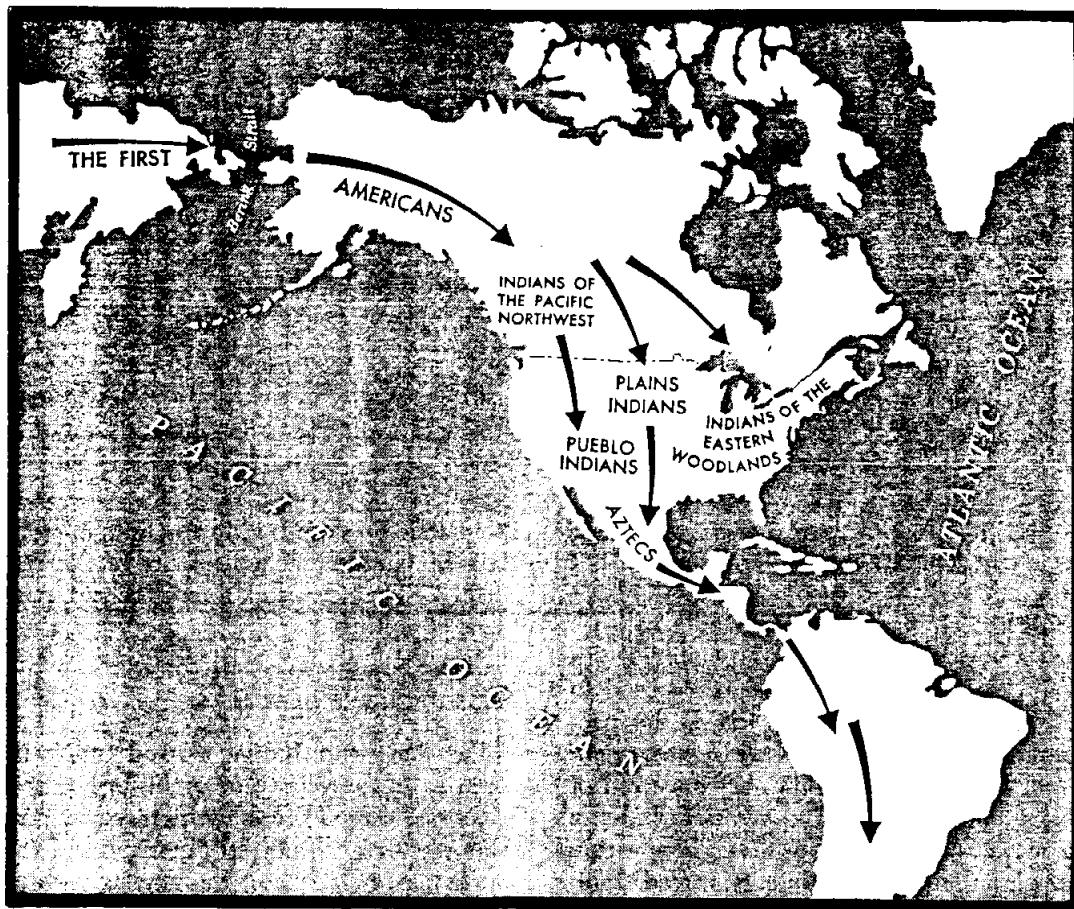 THE FIRST
AMERICANS
Bering Strait
INDIANS OF
THE PACIFIC
NORTHWEST
PLAINS
INDIANS
INDIANS OF THE
EASTERN
WOODLANDS
PUEBLO
INDIANS
AZTECS
PACIFIC OCEAN
ATLANTIC OCEAN